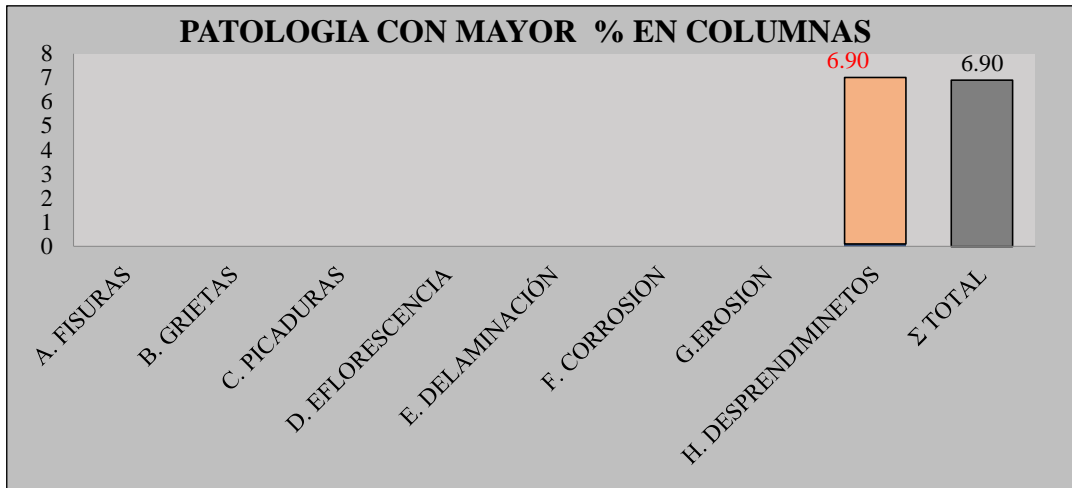 PATOLOGIA CON MAYOR % EN COLUMNAS
8
7
6
5
4
3
2
1
0
6.90
6.90
A. FISURAS
B. GRIETAS
C. PICADURAS
D. EFLORESCENCIA
E. DELAMINACIÓN
F. CORROSION
G.EROSION
H. DESPRENDIMINETOS
Σ TOTAL